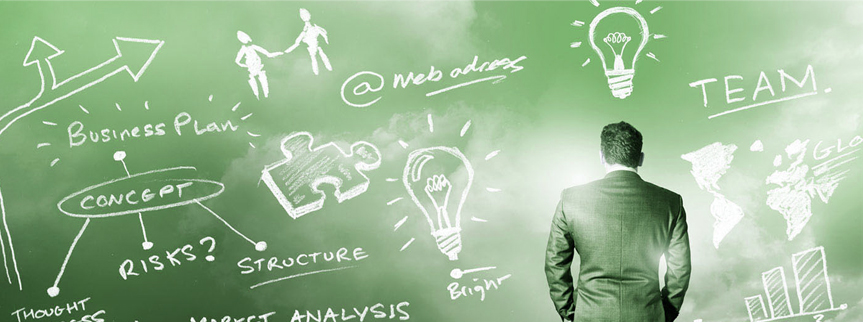 @ Web adress
TEAM.
Business Plan
CONCEPT
RISKS?
STRUCTURE
Bright
THOUGHT
MARKET ANALYSIS